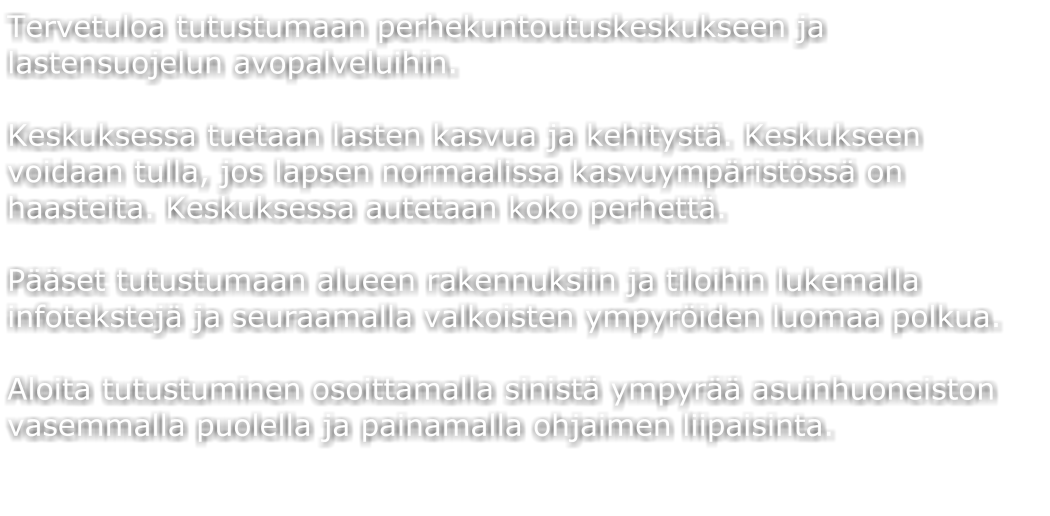 Tervetuloa tutustumaan perhekuntoutuskeskukseen ja
lastensuojelun avopalveluihin.
Keskuksessa tuetaan lasten kasvua ja kehitystä. Keskukseen
voidaan tulla, jos lapsen normaalissa kasvuympäristössä on
haasteita. Keskuksessa autetaan koko perhettä.
Pääset tutustumaan alueen rakennuksiin ja tiloihin lukemalla
infotekstejä ja seuraamalla valkoisten ympyröiden luomaa polkua.
Aloita tutustuminen osoittamalla sinistä ympyrää asuinhuoneiston
vasemmalla puolella ja painamalla ohjaimen liipaisinta.